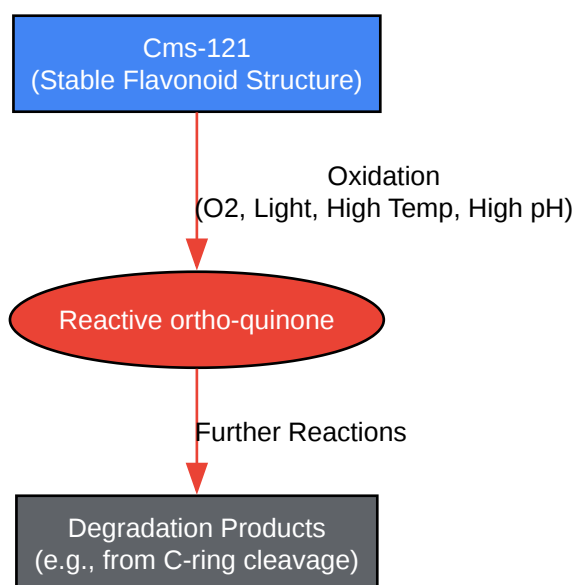 Cms-121
(Stable Flavonoid Structure)
Oxidation
(O2, Light, High Temp, High pH)
Reactive ortho-quinone
Further Reactions
Degradation Products
(e.g., from C-ring cleavage)